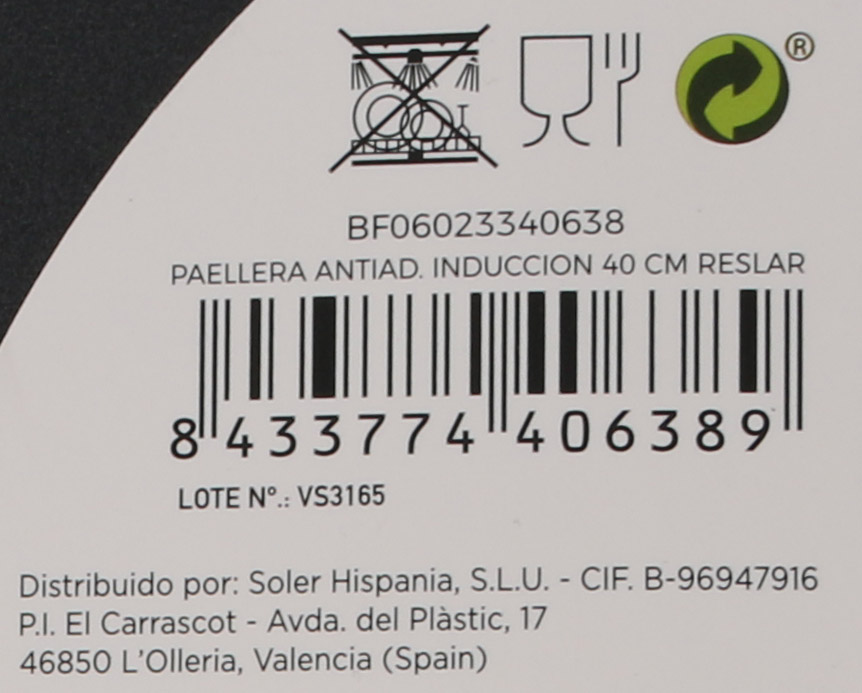 ®
BF06023340638
PAELLERA ANTIAD. INDUCCION 40 CM RESLAR
8 433774 406389
LOTE Nº.: VS3165
Distribuido por: Soler Hispania, S.L.U. - CIF. B-96947916
P.I. El Carrascot - Avda. del Plàstic, 17
46850 L'Olleria, Valencia (Spain)